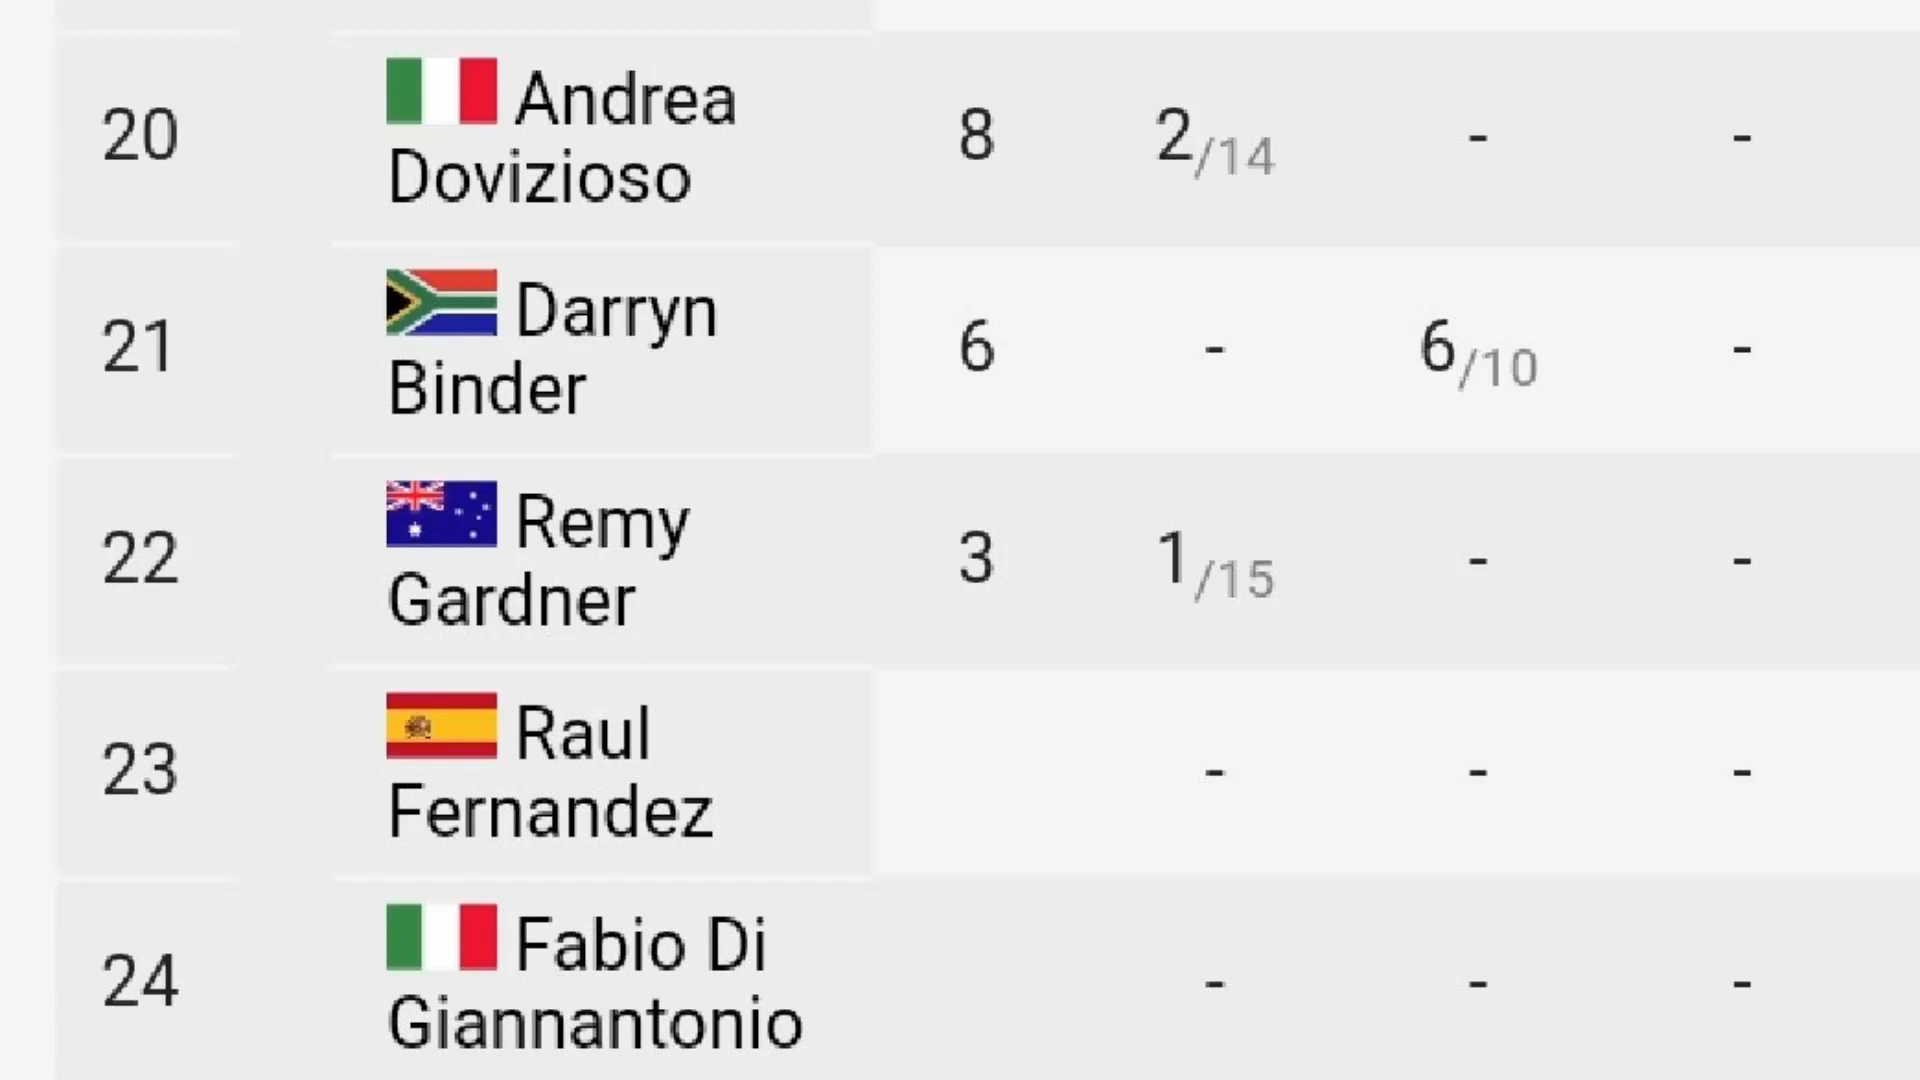 20 Andrea Dovizioso 8 2/14 - -
21 Darryn Binder 6 - 6/10 -
22 Remy Gardner 3 1/15 - -
23 Raul Fernandez - - -
24 Fabio Di Giannantonio - - -